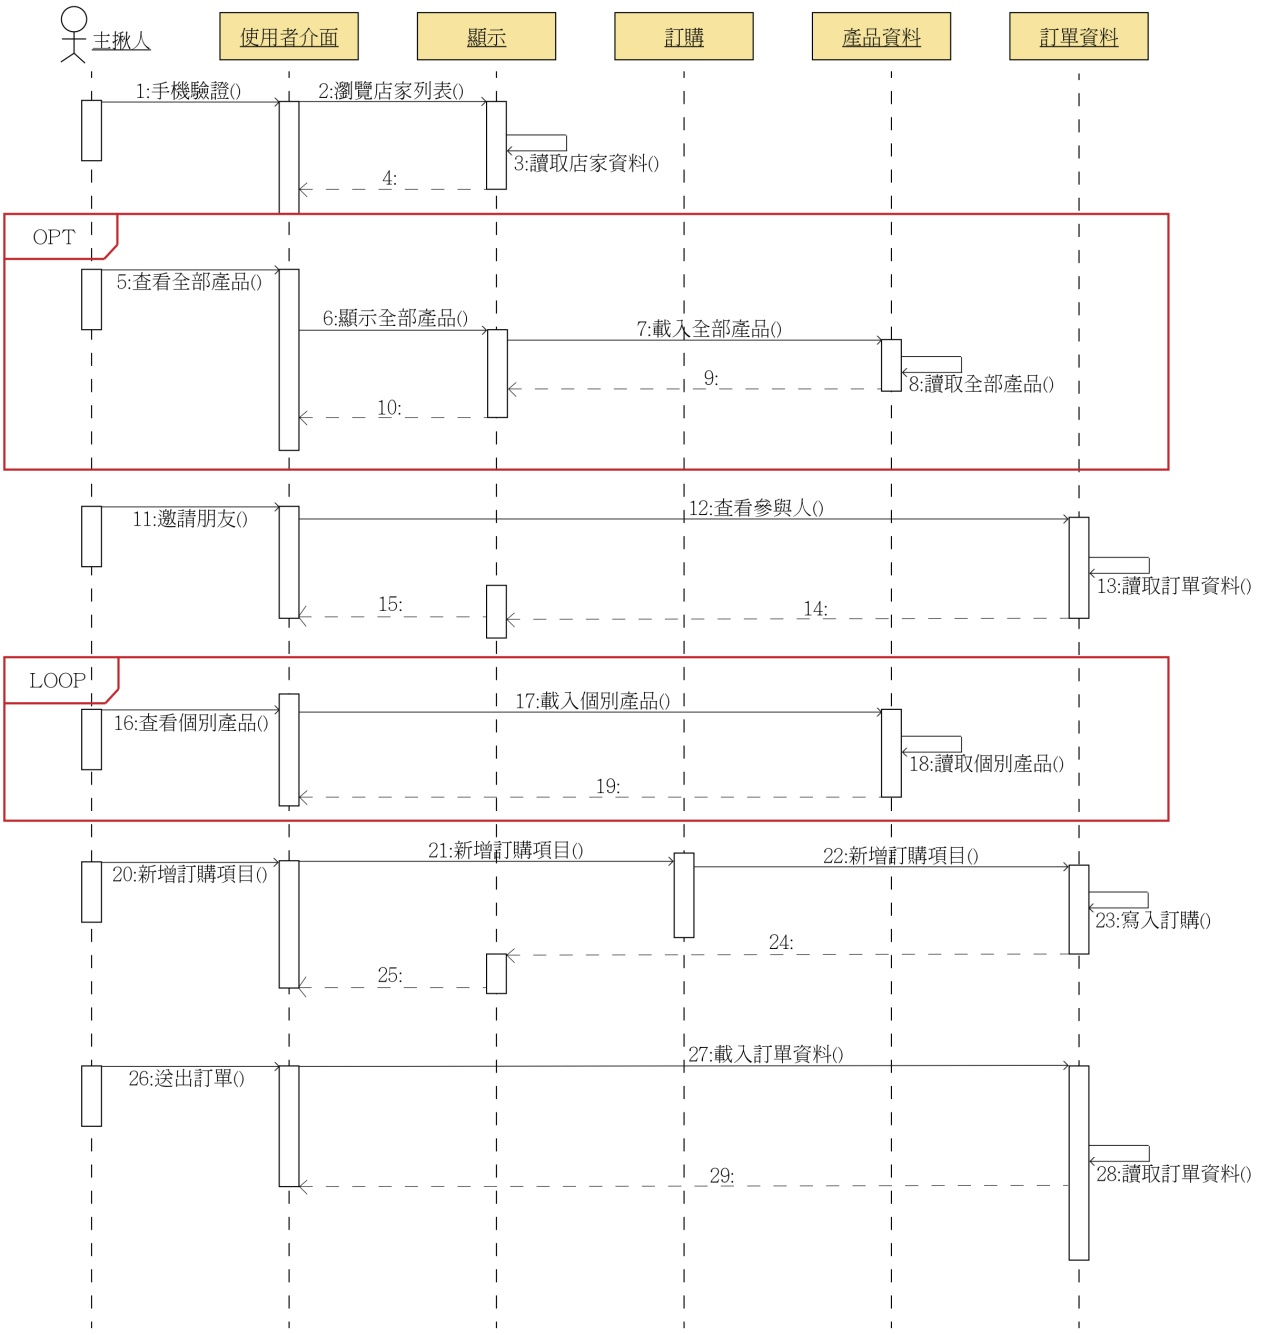 主揪人
使用者介面
顯示
訂購
產品資料
訂單資料
1:手機驗證()
2:瀏覽店家列表()
3:讀取店家資料()
4:
OPT
5:查看全部產品()
6:顯示全部產品()
7:載入全部產品()
8:讀取全部產品()
9:
10:
11:邀請朋友()
12:查看參與人()
13:讀取訂單資料()
14:
15:
LOOP
16:查看個別產品()
17:載入個別產品()
18:讀取個別產品()
19:
20:新增訂購項目()
21:新增訂購項目()
22:新增訂購項目()
23:寫入訂購()
24:
25:
26:送出訂單()
27:載入訂單資料()
28:讀取訂單資料()
29: